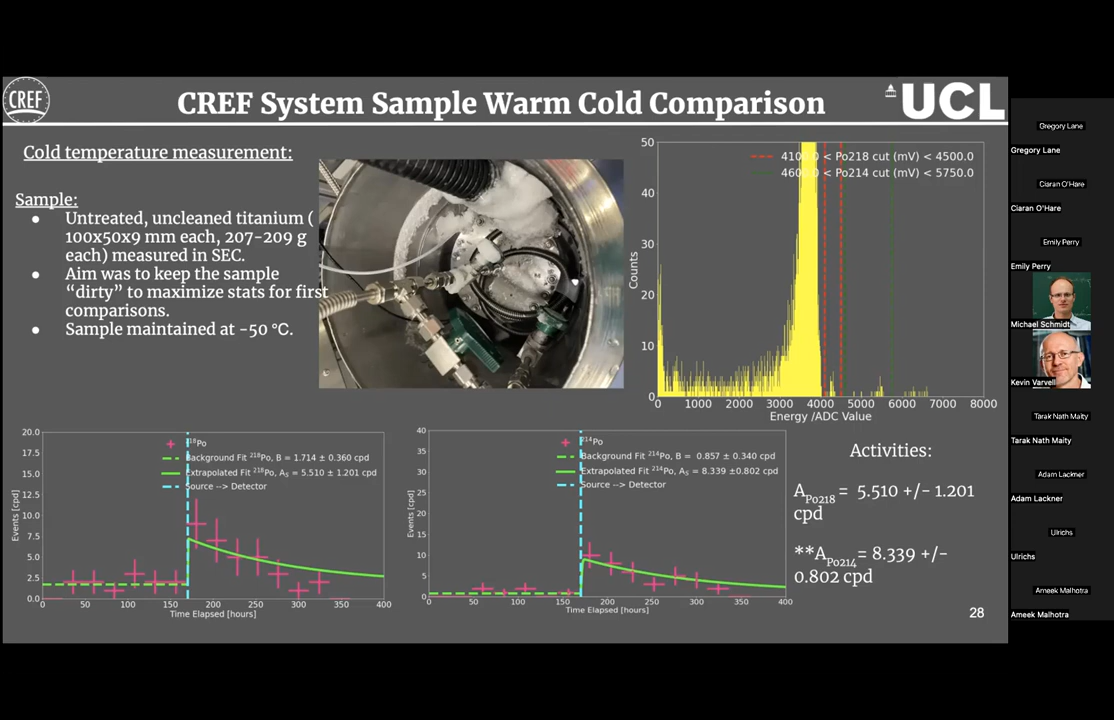 CREF
CREF System Sample Warm Cold Comparison
UCL
Cold temperature measurement:
Sample:
● Untreated, uncleaned titanium (
100x50x9 mm each, 207-209 g
each) measured in SEC.
● Aim was to keep the sample
“dirty” to maximize stats for first
comparisons.
● Sample maintained at -50 °C.
50
40
30
20
10
0
Counts
4100.0 < Po218 cut (mV) < 4500.0
4600.0 < Po214 cut (mV) < 5750.0
0 1000 2000 3000 4000 5000 6000 7000 8000
Energy /ADC Value
20.0
17.5
15.0
12.5
10.0
7.5
5.0
2.5
0.0
Events [cpd]
²¹⁸Po
Background Fit ²¹⁸Po, B = 1.714 ± 0.360 cpd
Extrapolated Fit ²¹⁸Po, Aₛ = 5.510 ± 1.201 cpd
Source --> Detector
0 50 100 150 200 250 300 350 400
Time Elapsed [hours]
40
35
30
25
20
15
10
5
0
Events [cpd]
²¹⁴Po
Background Fit ²¹⁴Po, B = 0.857 ± 0.340 cpd
Extrapolated Fit ²¹⁴Po, Aₛ = 8.339 ±0.802 cpd
Source --> Detector
0 50 100 150 200 250 300 350 400
Time Elapsed [hours]
Activities:
A_Po218 = 5.510 +/- 1.201
cpd
**A_Po214 = 8.339 +/-
0.802 cpd
28
Gregory Lane
Gregory Lane
Ciaran O'Hare
Ciaran O'Hare
Emily Perry
Emily Perry
Michael Schmidt
Kevin Varvell
Tarak Nath Maity
Tarak Nath Maity
Adam Lackner
Adam Lackner
Ulrichs
Ulrichs
Ameek Malhotra
Ameek Malhotra